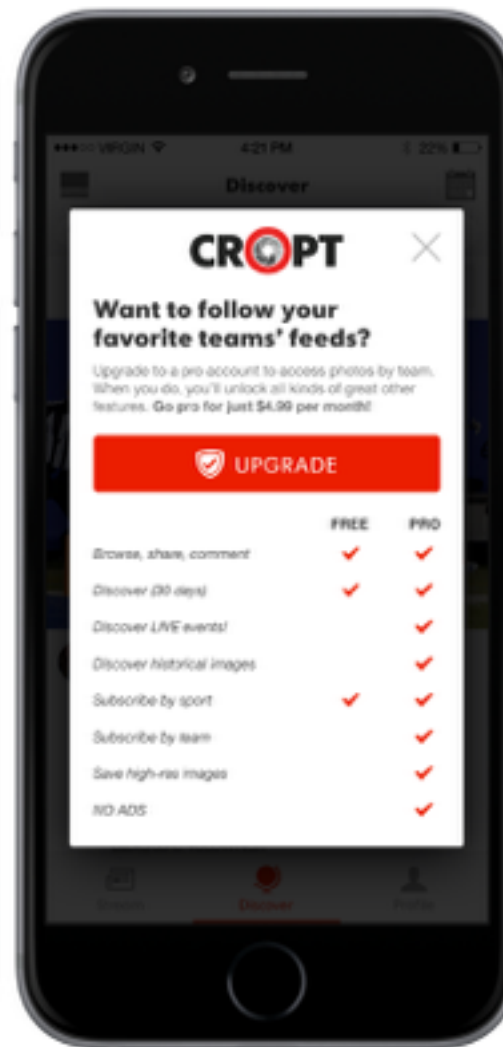 VIRGIN 4:21 PM 22%
Discover
CROPT
Want to follow your
favorite teams' feeds?
Upgrade to a pro account to access photos by team.
When you do, you'll unlock all kinds of great other
features. Go pro for just $4.99 per month!
UPGRADE
FREE PRO
Browse, share, comment
Discover (30 days)
Discover LIVE events!
Discover historical images
Subscribe by sport
Subscribe by team
Save high-res images
NO ADS
Discover Profile